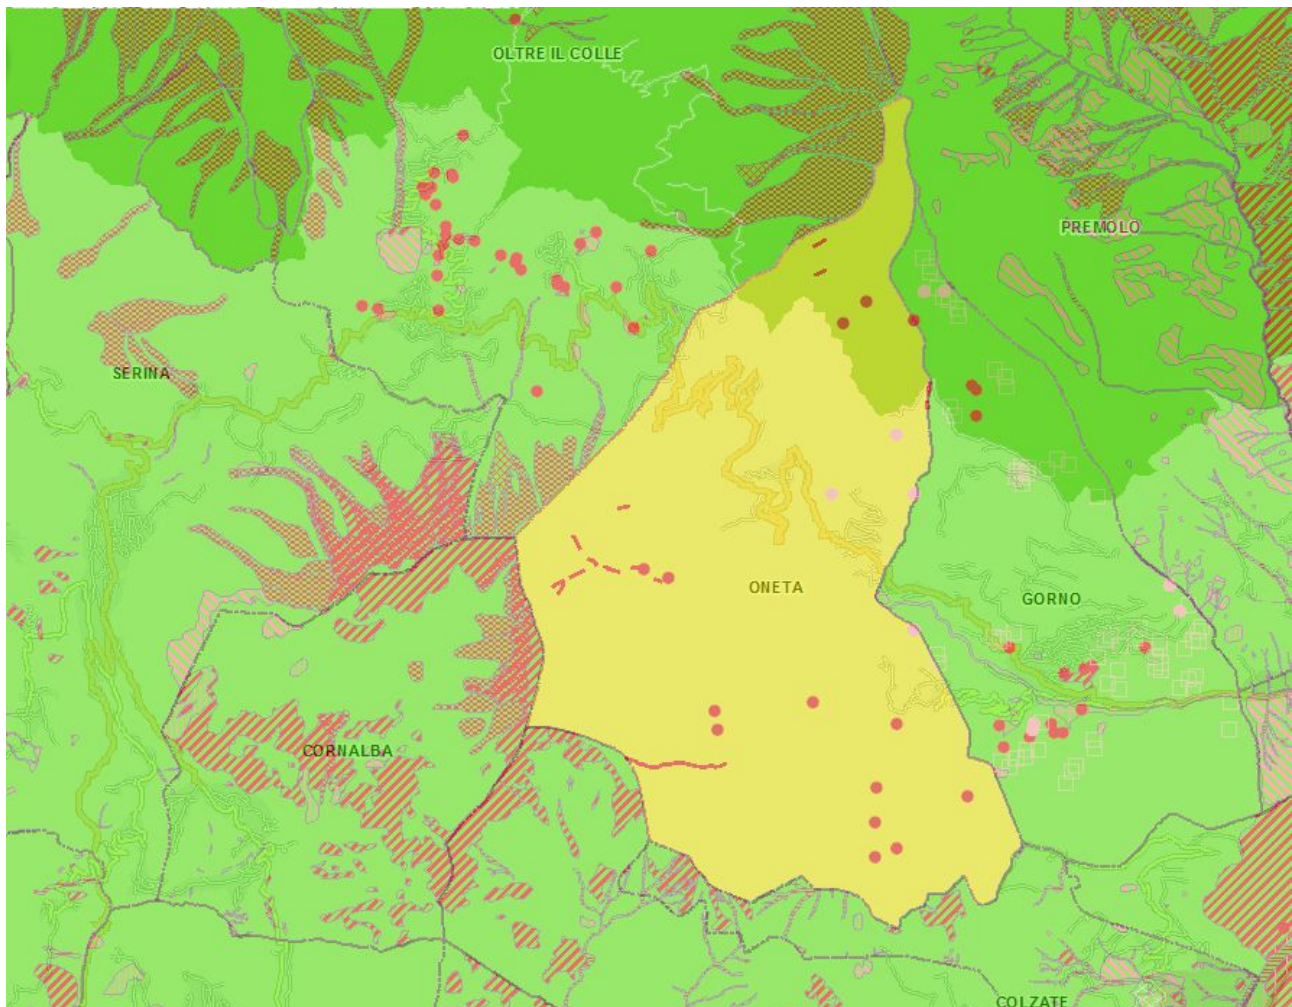 OLTRE IL COLLE
PREMOLO
SERINA
ONETA
GORNO
CORNALBA
COLZATE